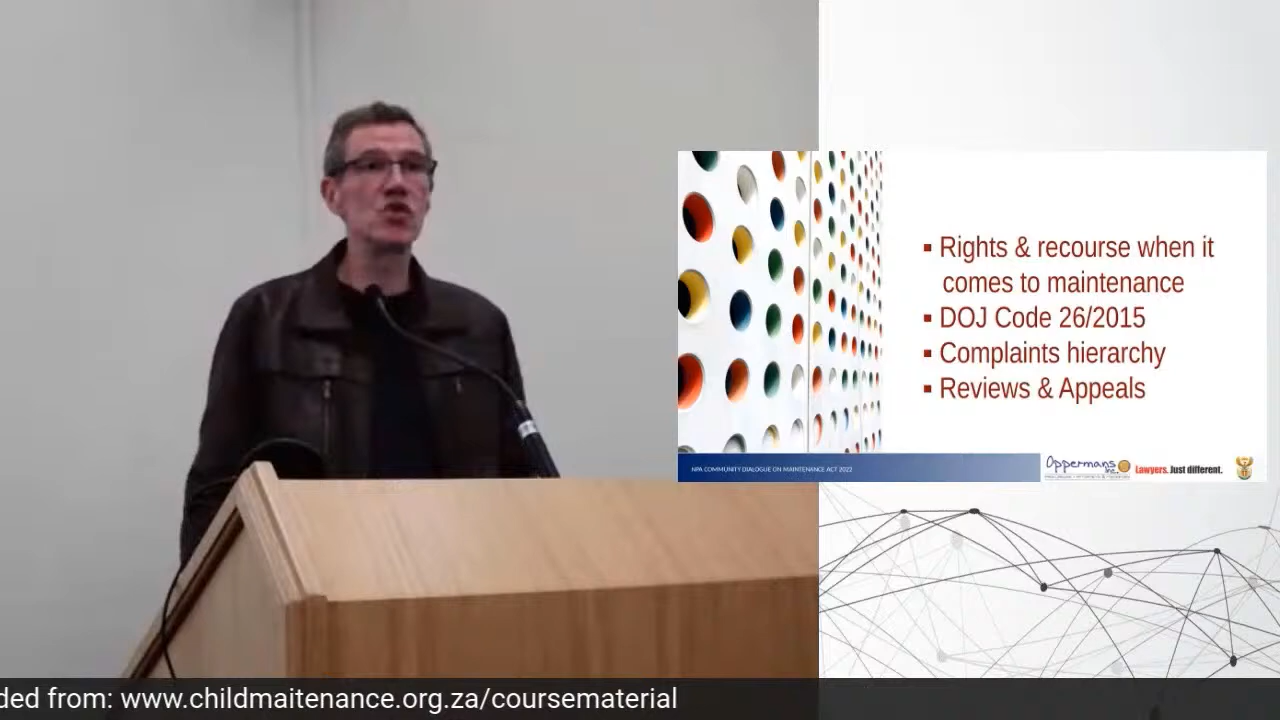 ▪ Rights & recourse when it
comes to maintenance
▪ DOJ Code 26/2015
▪ Complaints hierarchy
▪ Reviews & Appeals
NPA COMMUNITY DIALOGUE ON MAINTENANCE ACT 2022
Oppermans Inc.
Lawyers. Just different.
ded from: www.childmaitenance.org.za/coursematerial